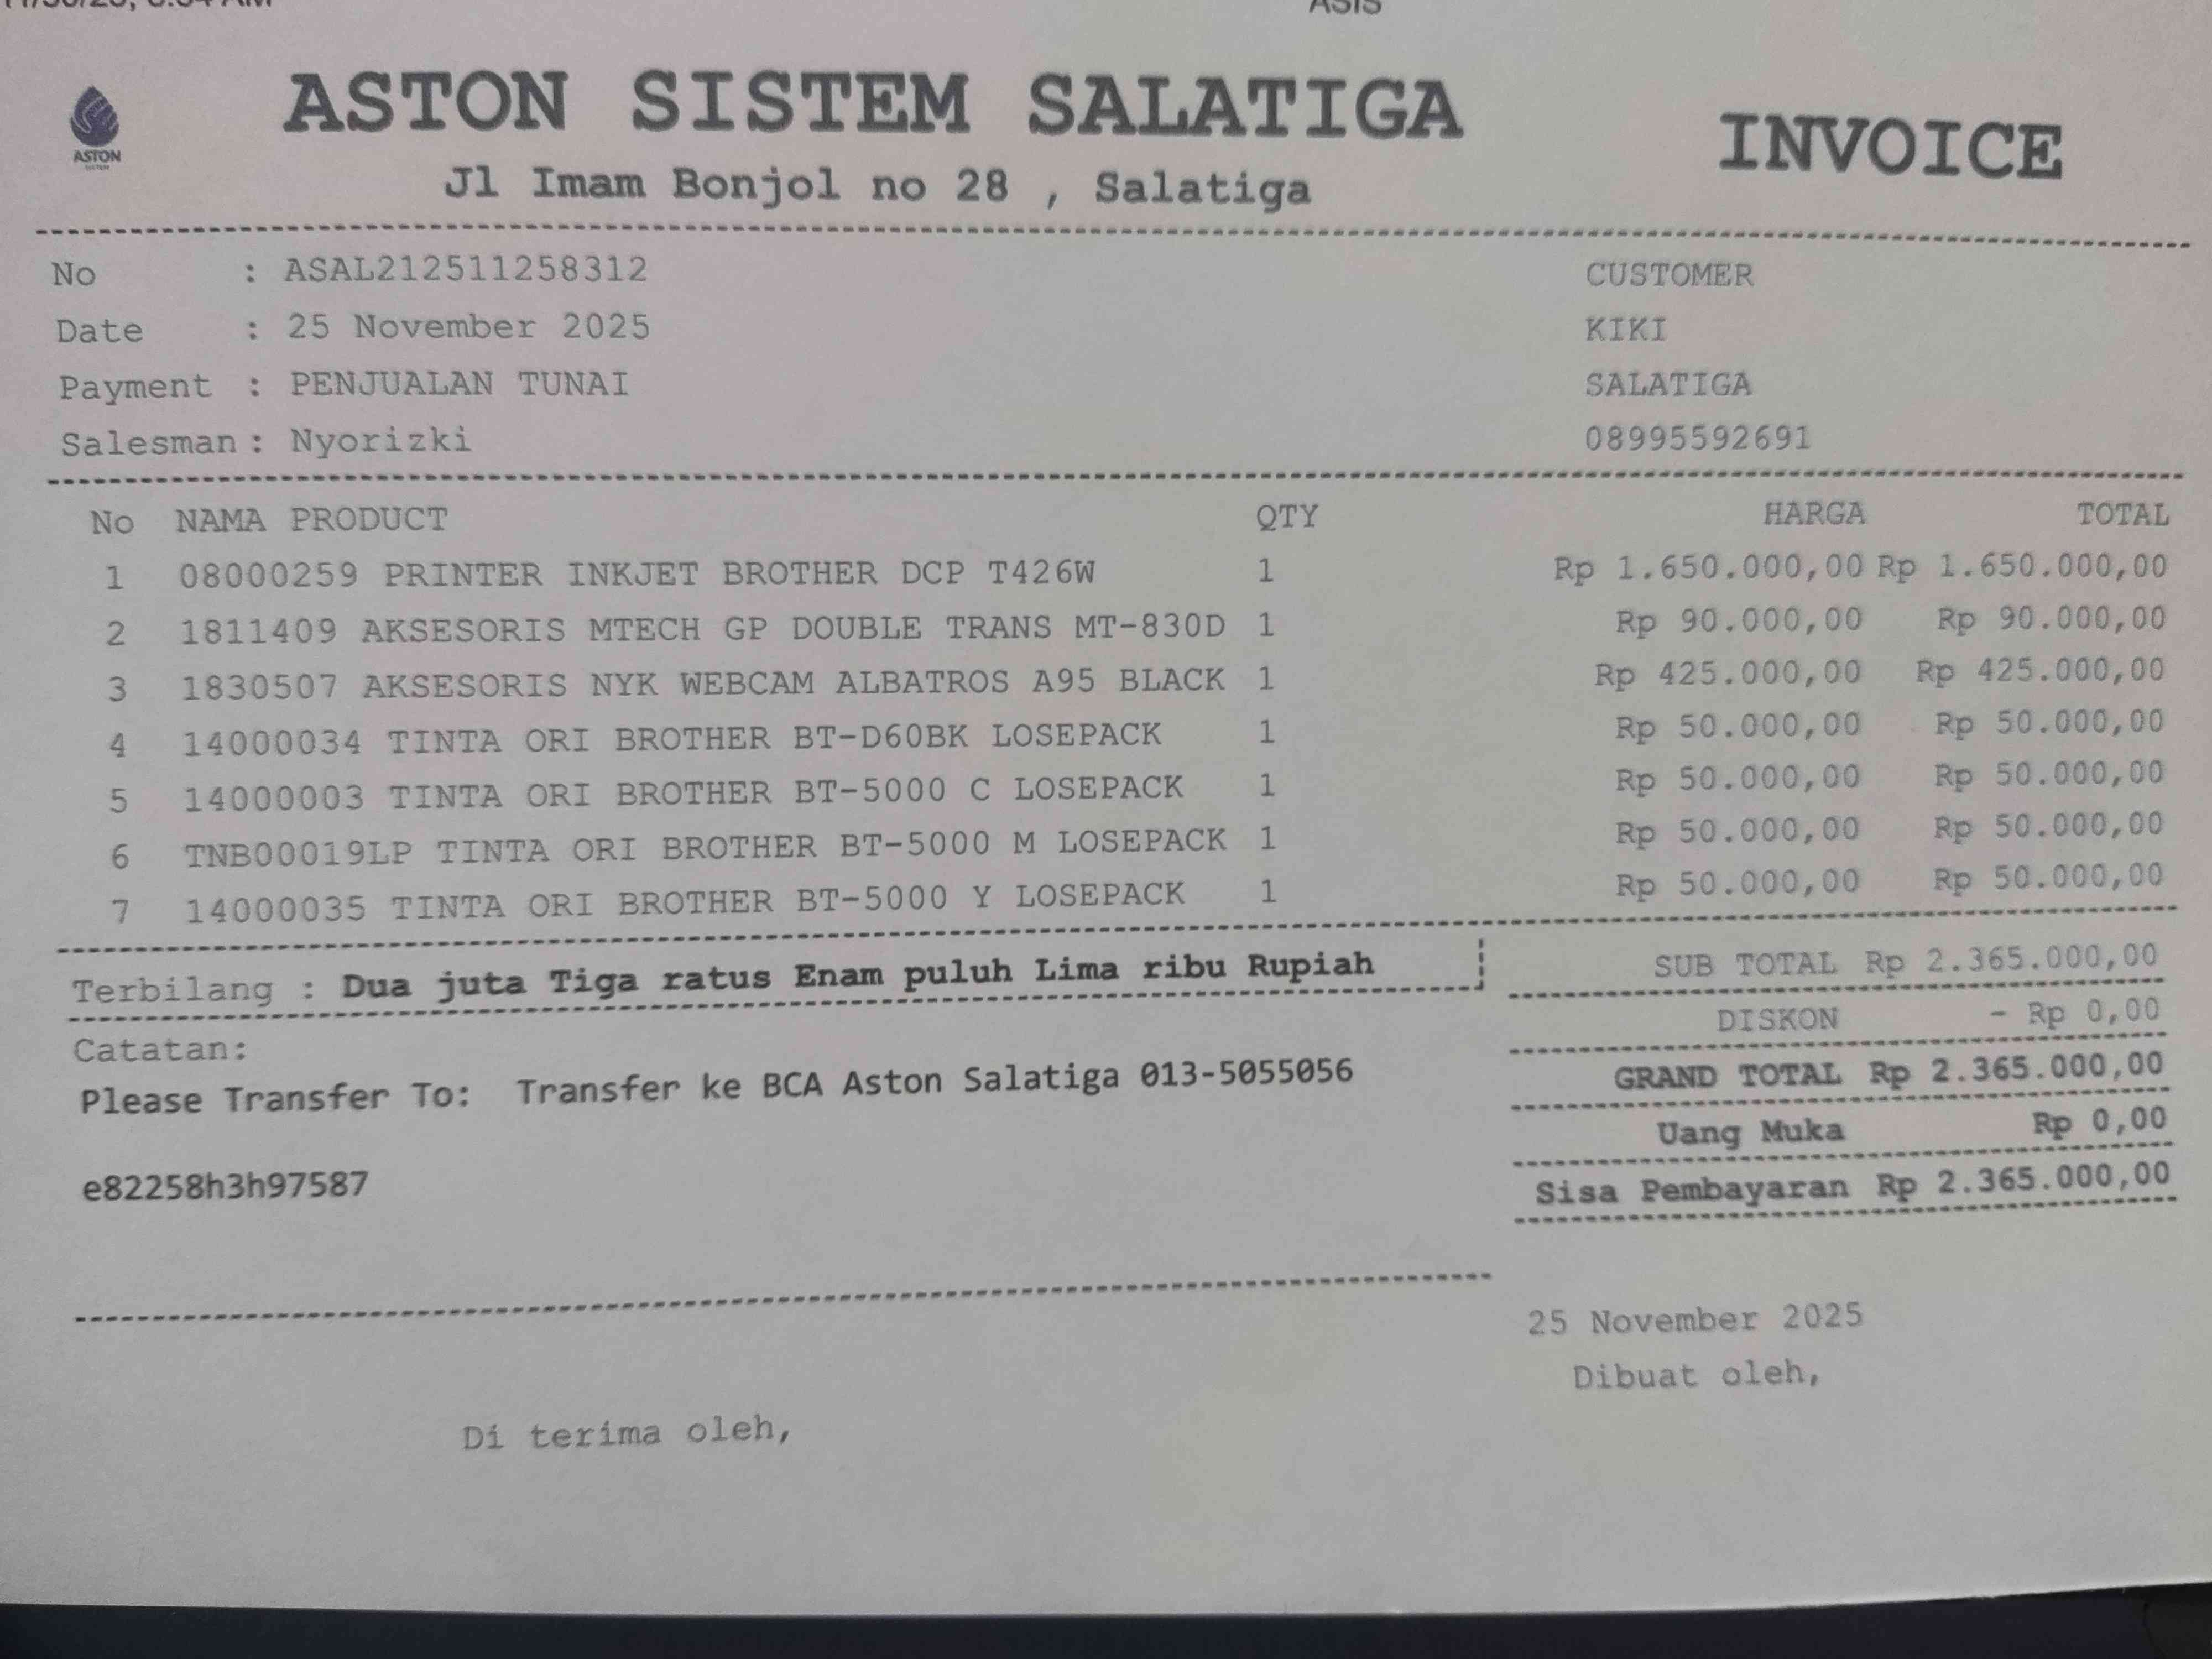 ASIS
ASTON SISTEM SALATIGA
INVOICE
ASTON
Jl Imam Bonjol no 28 , Salatiga
No : ASAL212511258312
CUSTOMER
Date : 25 November 2025
KIKI
Payment : PENJUALAN TUNAI
SALATIGA
Salesman : Nyorizki
08995592691
No NAMA PRODUCT QTY HARGA TOTAL
1 08000259 PRINTER INKJET BROTHER DCP T426W 1 Rp 1.650.000,00 Rp 1.650.000,00
2 1811409 AKSESORIS MTECH GP DOUBLE TRANS MT-830D 1 Rp 90.000,00 Rp 90.000,00
3 1830507 AKSESORIS NYK WEBCAM ALBATROS A95 BLACK 1 Rp 425.000,00 Rp 425.000,00
4 14000034 TINTA ORI BROTHER BT-D60BK LOSEPACK 1 Rp 50.000,00 Rp 50.000,00
5 14000003 TINTA ORI BROTHER BT-5000 C LOSEPACK 1 Rp 50.000,00 Rp 50.000,00
6 TNB00019LP TINTA ORI BROTHER BT-5000 M LOSEPACK 1 Rp 50.000,00 Rp 50.000,00
7 14000035 TINTA ORI BROTHER BT-5000 Y LOSEPACK 1 Rp 50.000,00 Rp 50.000,00
Terbilang : Dua juta Tiga ratus Enam puluh Lima ribu Rupiah
SUB TOTAL Rp 2.365.000,00
DISKON - Rp 0,00
Catatan:
GRAND TOTAL Rp 2.365.000,00
Please Transfer To: Transfer ke BCA Aston Salatiga 013-5055056
Uang Muka Rp 0,00
e82258h3h97587
Sisa Pembayaran Rp 2.365.000,00
25 November 2025
Dibuat oleh,
Di terima oleh,